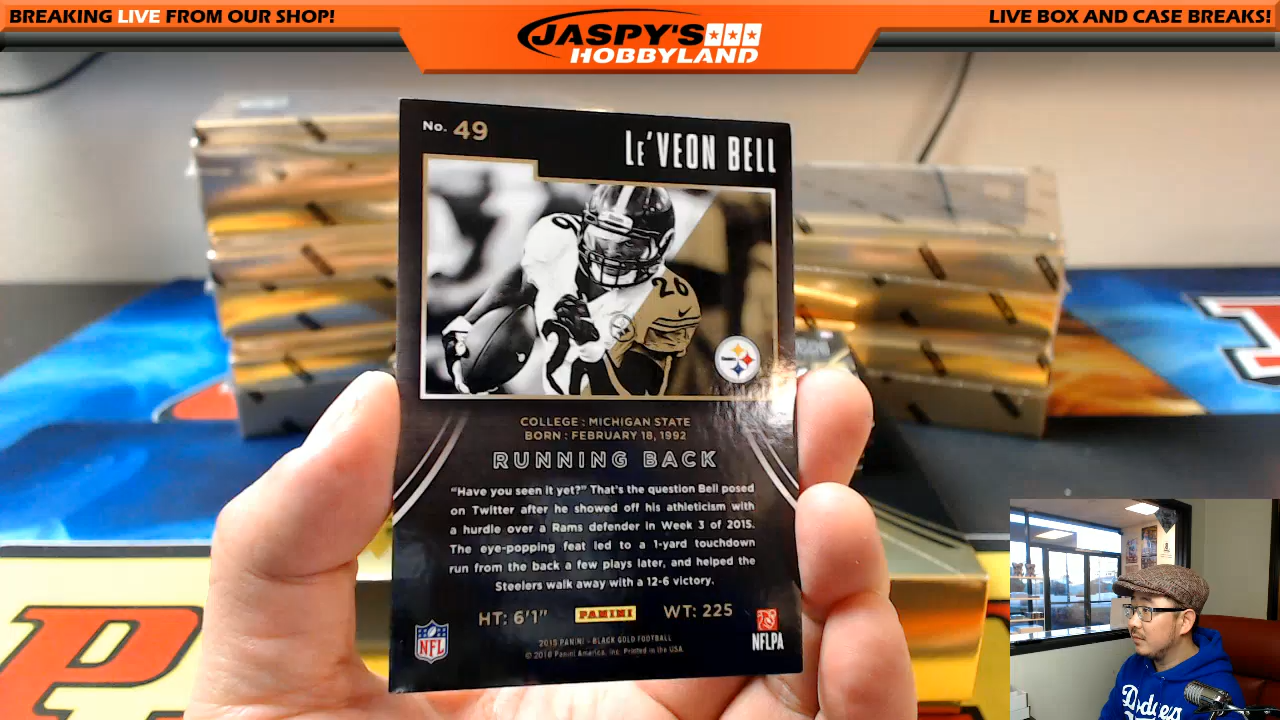 BREAKING LIVE FROM OUR SHOP!
JASPY'S
HOBBYLAND
LIVE BOX AND CASE BREAKS!
No. 49
Le'VEON BELL
26
COLLEGE : MICHIGAN STATE
BORN : FEBRUARY 18, 1992
RUNNING BACK
"Have you seen it yet?" That's the question Bell posed
on Twitter after he showed off his athleticism with
a hurdle over a Rams defender in Week 3 of 2015.
The eye-popping feat led to a 1-yard touchdown
run from the back a few plays later, and helped the
Steelers walk away with a 12-6 victory.
HT: 6'1" PANINI WT: 225
NFL
NFLPA
2015 PANINI - BLACK GOLD FOOTBALL
© 2016 Panini America, Inc. Printed in the USA.
Dodgers